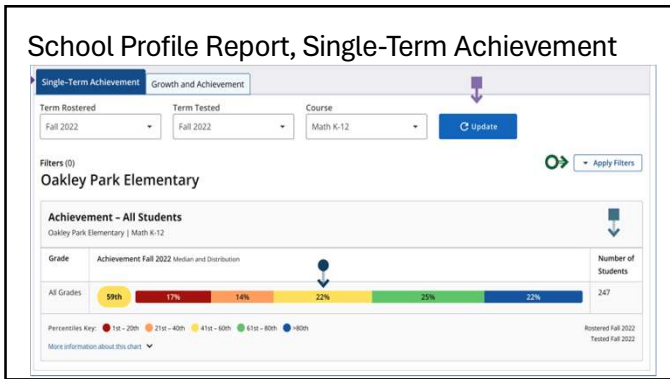 School Profile Report, Single-Term Achievement
Single-Term Achievement Growth and Achievement
Term Rostered Term Tested Course
Fall 2022 Fall 2022 Math K-12 Update
Filters (0) Apply Filters
Oakley Park Elementary
Achievement – All Students
Oakley Park Elementary | Math K-12
Grade Achievement Fall 2022 Median and Distribution Number of Students
All Grades 59th 17% 14% 22% 25% 22% 247
Percentiles Key: 1st – 20th 21st – 40th 41st – 60th 61st – 80th >80th Rostered Fall 2022
More information about this chart Tested Fall 2022